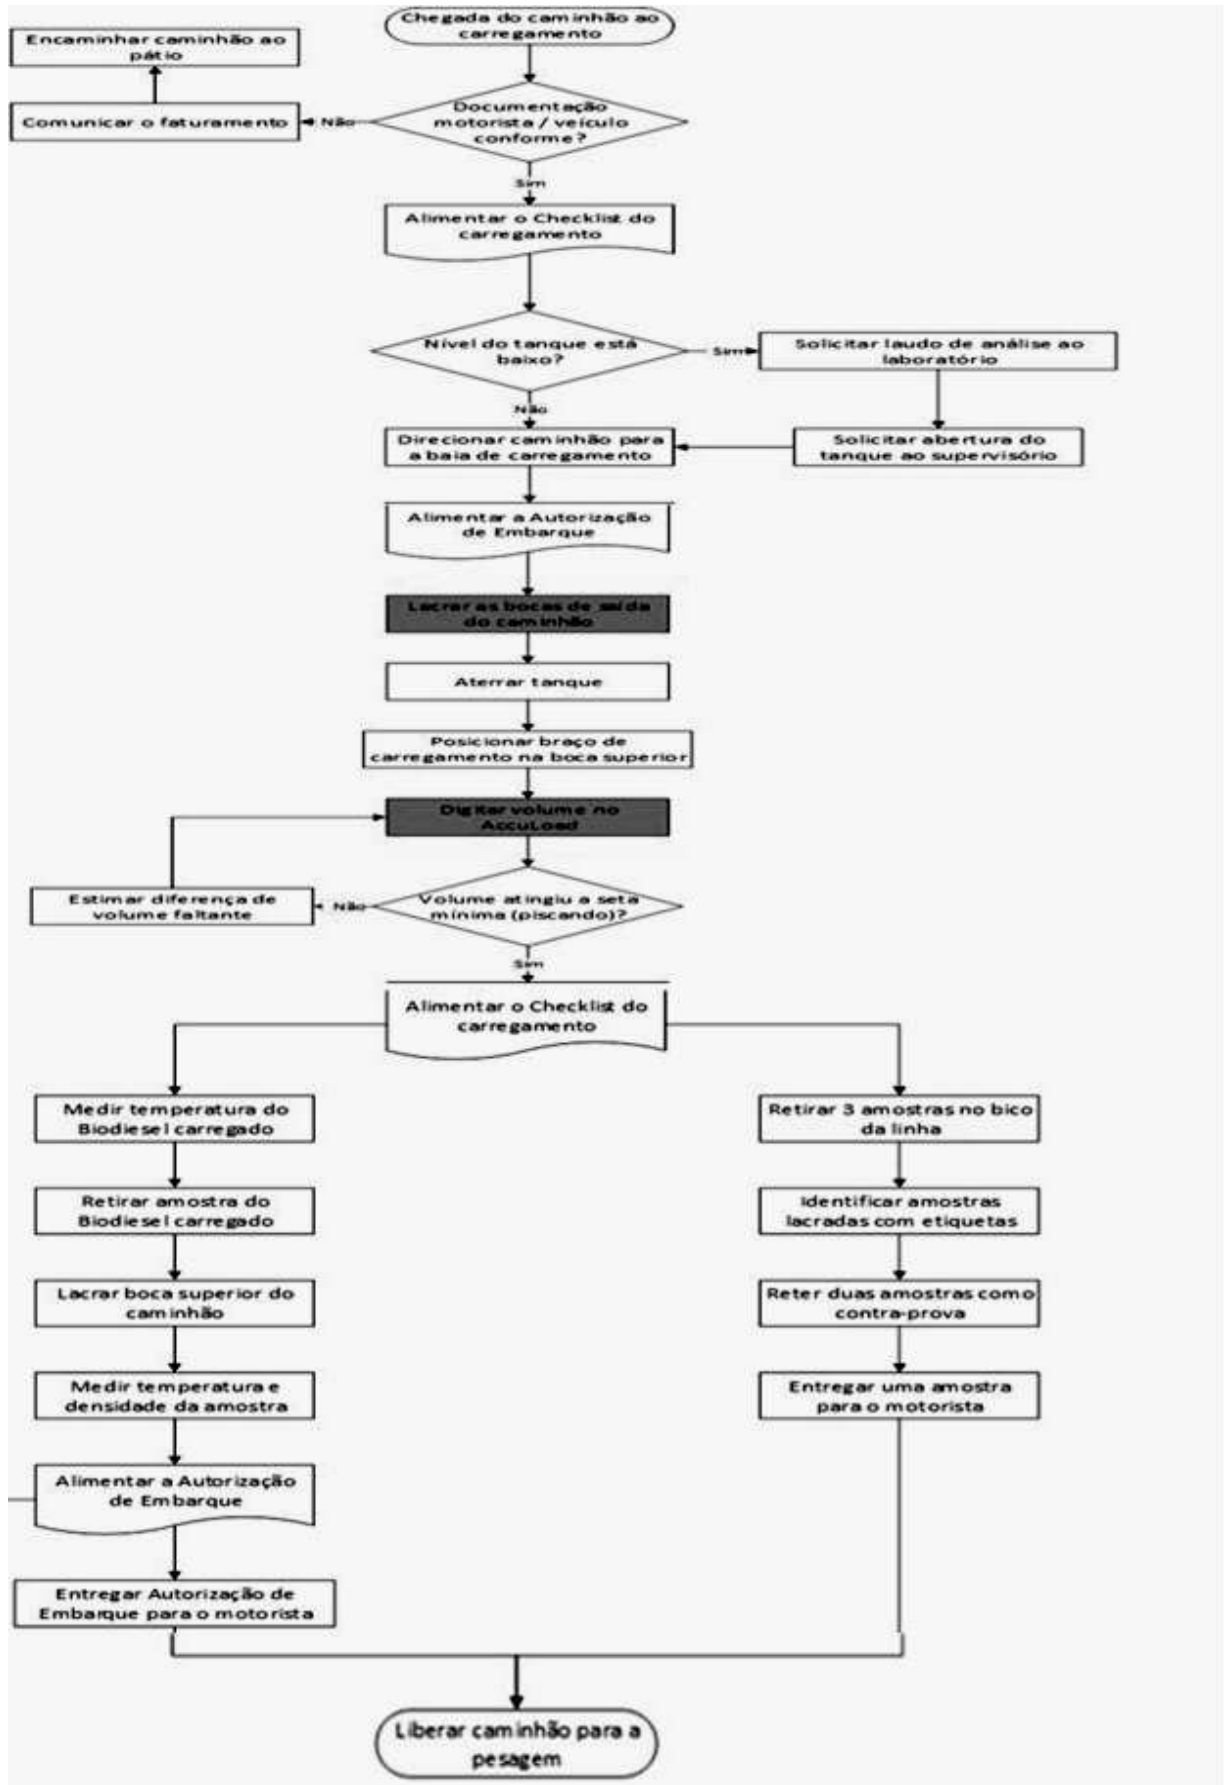 Chegada do caminhão ao
carregamento
Encaminhar caminhão ao
pátio
Documentação
motorista / veículo
conforme?
Não
Comunicar o faturamento
Sim
Alimentar o Checklist do
carregamento
Nível do tanque está
baixo?
Sim
Solicitar laudo de análise ao
laboratório
Não
Direcionar caminhão para
a baia de carregamento
Solicitar abertura do
tanque ao supervisório
Alimentar a Autorização
de Embarque
Lacrar as bocas de saída
do caminhão
Aterrar tanque
Posicionar braço de
carregamento na boca superior
Digitar volume no
AccuLoad
Volume atingiu a seta
mínima (piscando)?
Não
Estimar diferença de
volume faltante
Sim
Alimentar o Checklist do
carregamento
Medir temperatura do
Biodiesel carregado
Retirar amostra do
Biodiesel carregado
Lacrar boca superior do
caminhão
Medir temperatura e
densidade da amostra
Alimentar a Autorização
de Embarque
Entregar Autorização de
Embarque para o motorista
Retirar 3 amostras no bico
da linha
Identificar amostras
lacradas com etiquetas
Reter duas amostras como
contra-prova
Entregar uma amostra
para o motorista
Liberar caminhão para a
pesagem